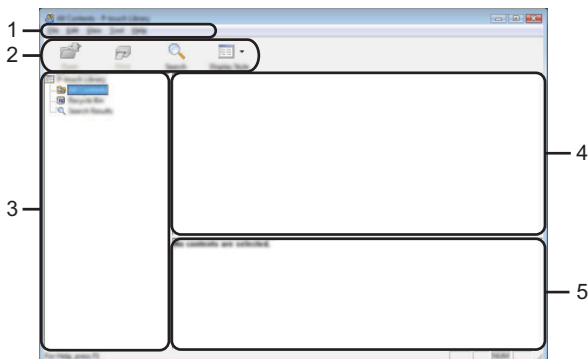 All Contents - P-touch Library
1
File Edit View Tool Help
2
Open Print Search Display Style
P-touch Library
All Contents
Recycle Bin
Search Results
3
4
No contents are selected.
5
For Help, press F1
NUM